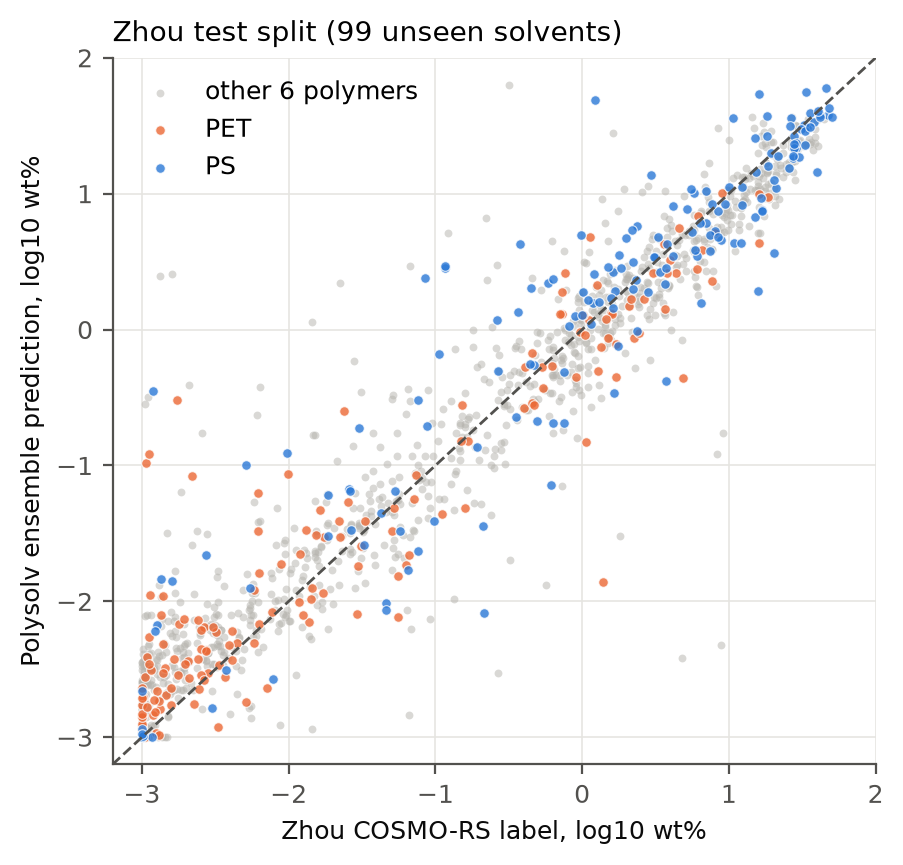 Zhou test split (99 unseen solvents)
other 6 polymers
PET
PS
Polysolv ensemble prediction, log10 wt%
2
1
0
−1
−2
−3
−3
−2
−1
0
1
2
Zhou COSMO-RS label, log10 wt%